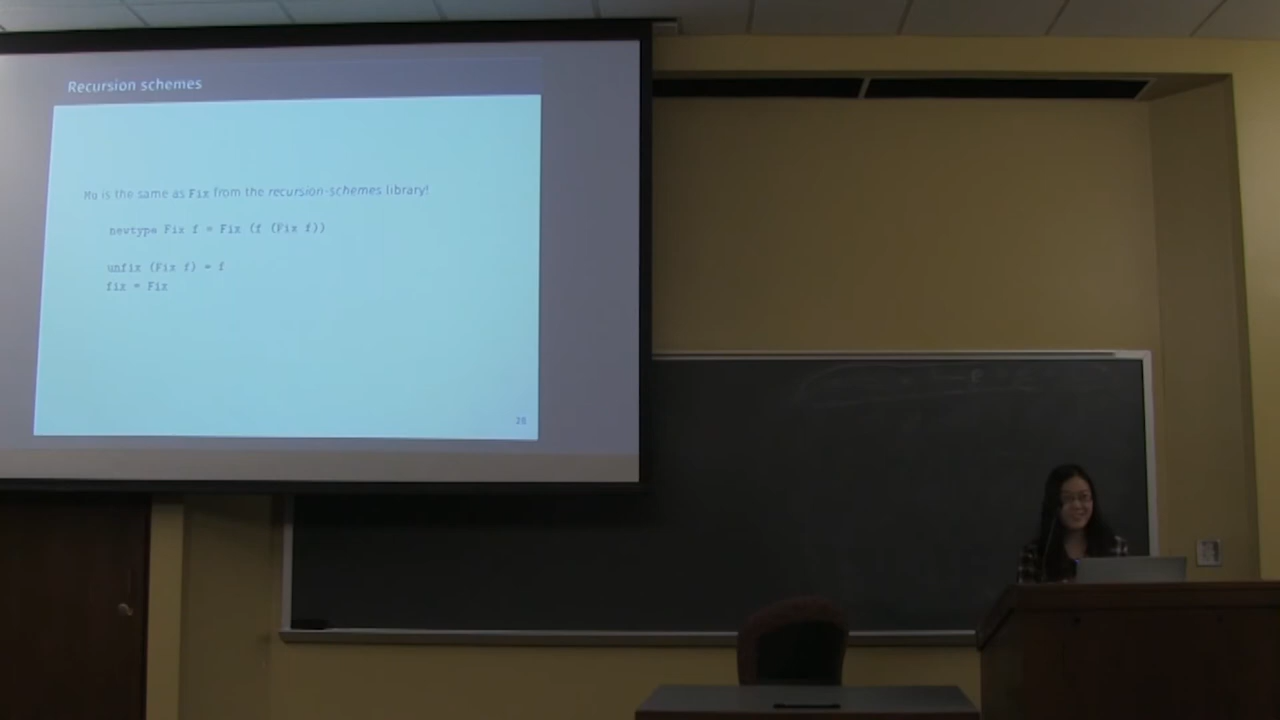 Recursion schemes
Mu is the same as Fix from the recursion-schemes library!
newtype Fix f = Fix (f (Fix f))
unfix (Fix f) = f
fix = Fix
28